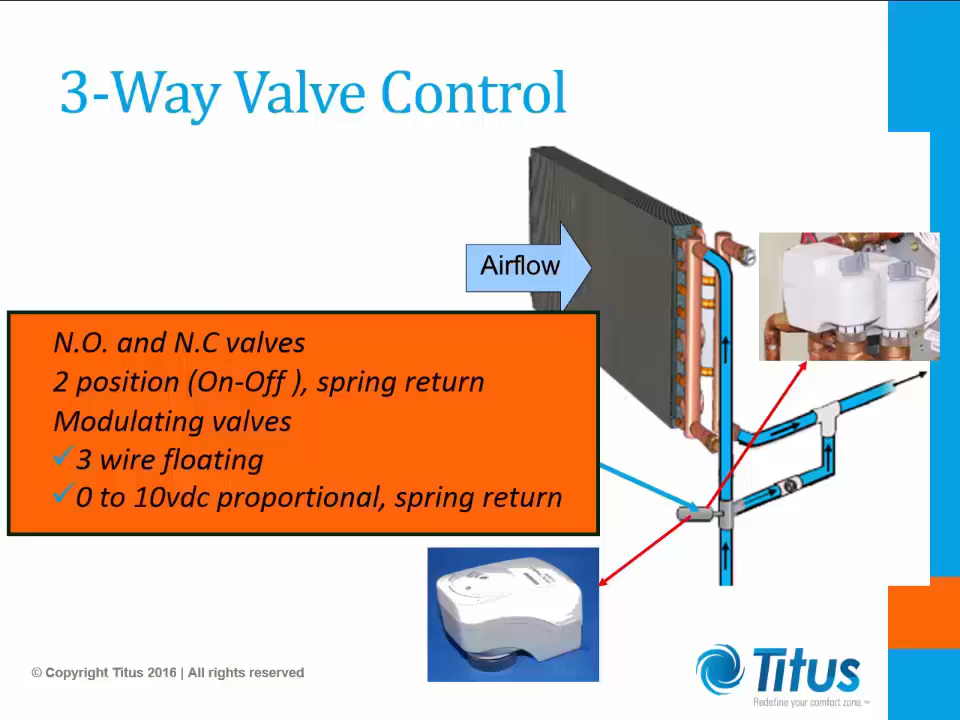 3-Way Valve Control
Airflow
N.O. and N.C valves
2 position (On-Off ), spring return
Modulating valves
3 wire floating
0 to 10vdc proportional, spring return
© Copyright Titus 2016 | All rights reserved
Titus
Redefine your comfort zone.™